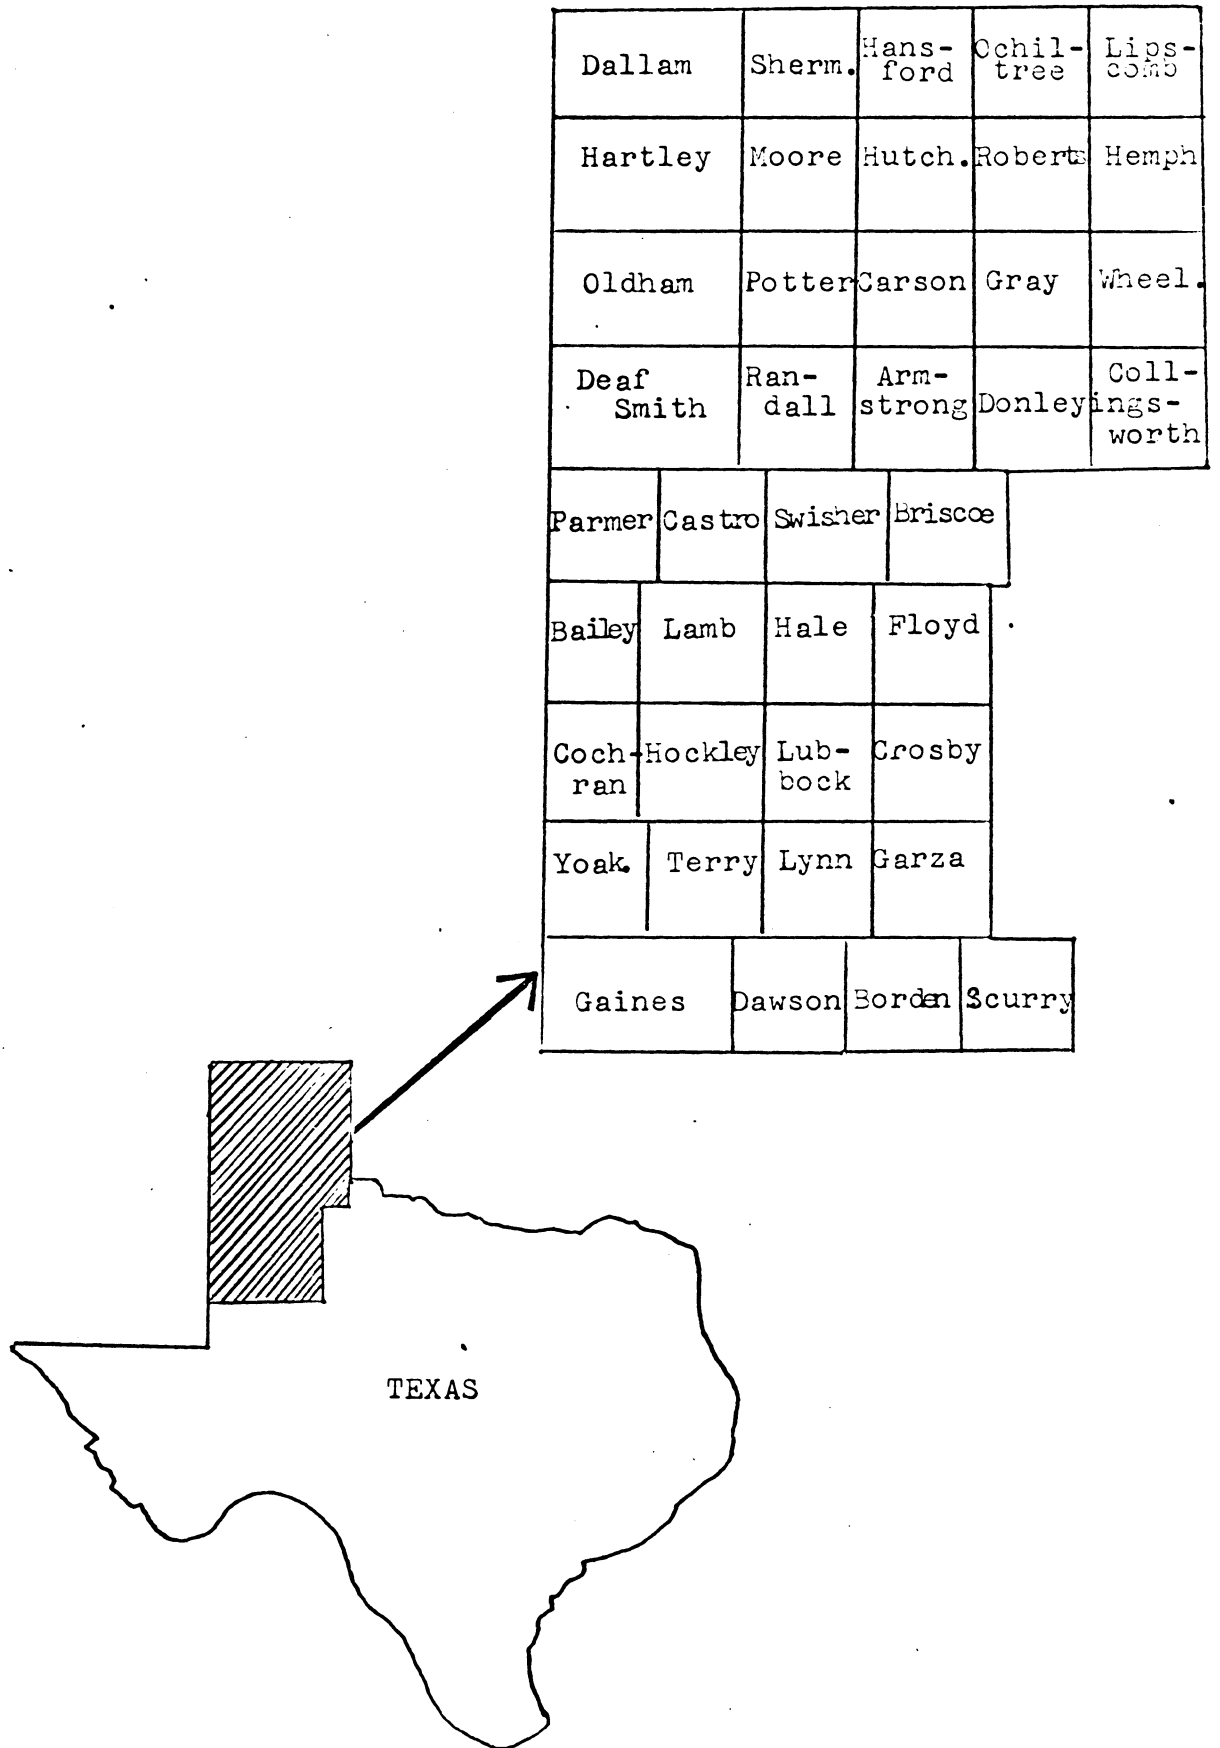 Dallam
Sherm.
Hans-
ford
Ochil-
tree
Lips-
comb
Hartley
Moore
Hutch.
Roberts
Hemph
Oldham
Potter
Carson
Gray
Wheel.
Deaf
Smith
Ran-
dall
Arm-
strong
Donley
Coll-
ings-
worth
Parmer
Castro
Swisher
Briscoe
Bailey
Lamb
Hale
Floyd
Coch-
ran
Hockley
Lub-
bock
Crosby
Yoak.
Terry
Lynn
Garza
Gaines
Dawson
Borden
Scurry
TEXAS